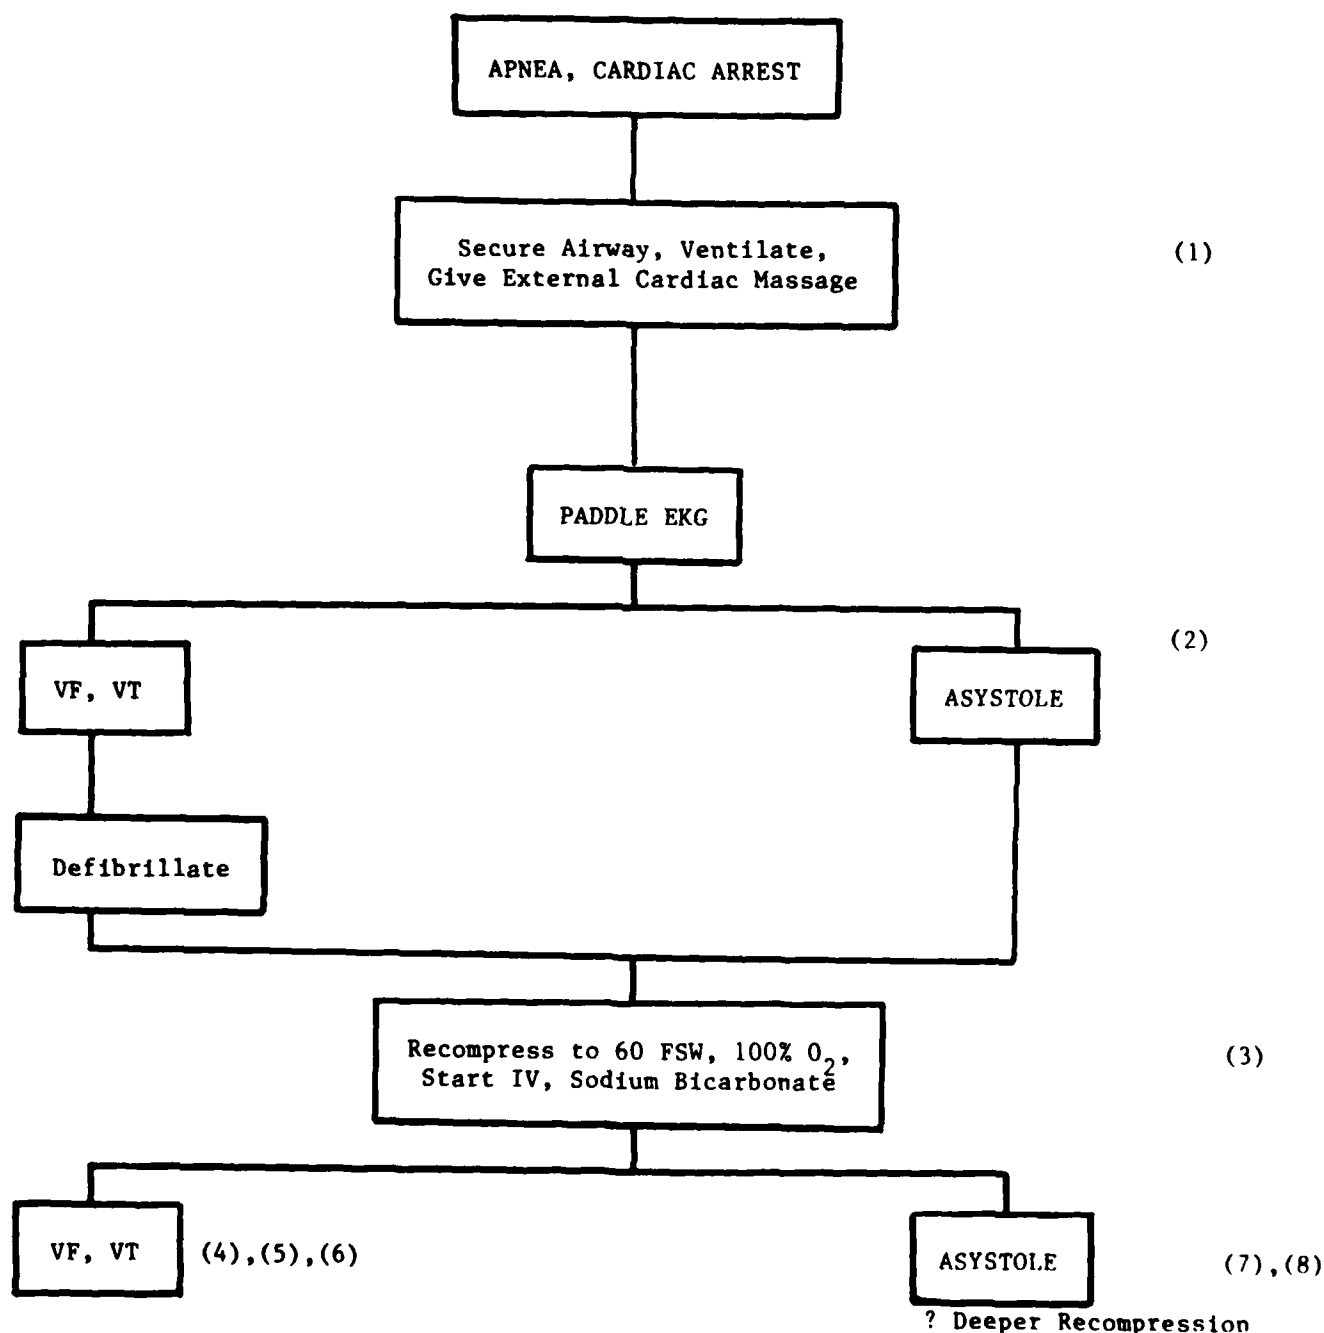 APNEA, CARDIAC ARREST
Secure Airway, Ventilate,
Give External Cardiac Massage
(1)
PADDLE EKG
(2)
VF, VT
ASYSTOLE
Defibrillate
Recompress to 60 FSW, 100% O2,
Start IV, Sodium Bicarbonate
(3)
VF, VT (4),(5),(6)
ASYSTOLE (7),(8)
? Deeper Recompression